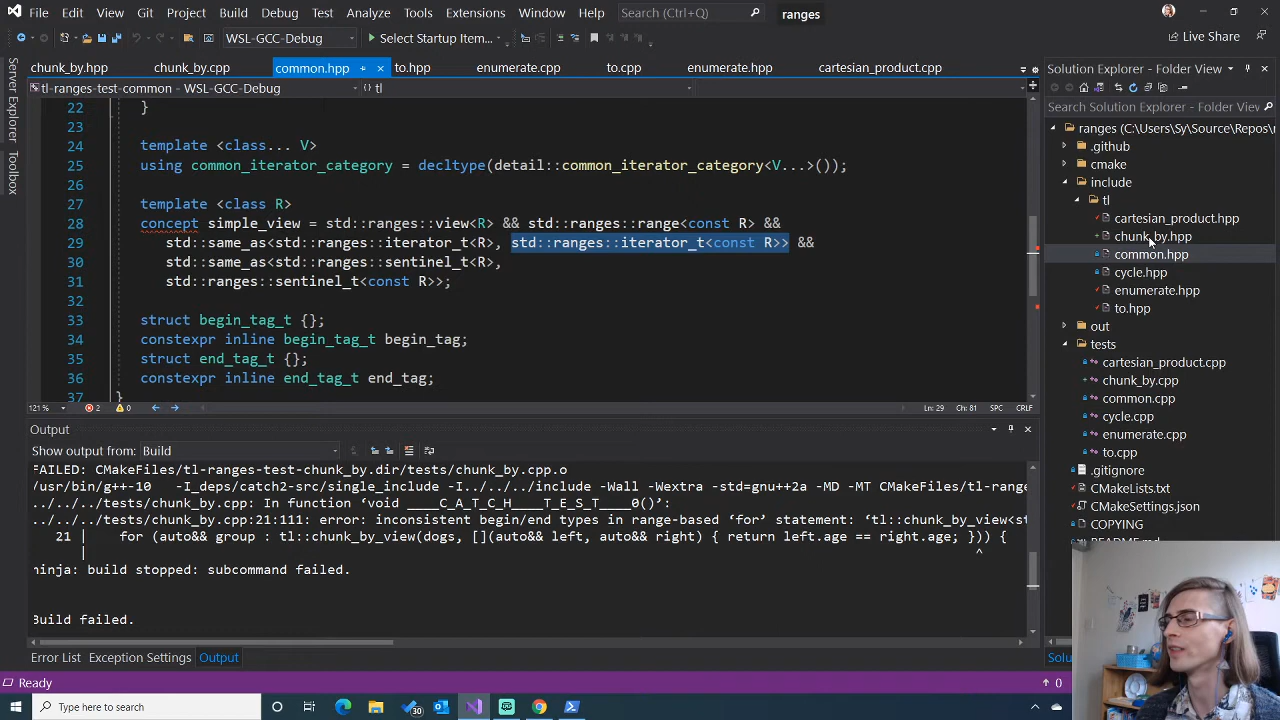 File Edit View Git Project Build Debug Test Analyze Tools Extensions Window Help Search (Ctrl+Q) ranges
WSL-GCC-Debug Select Startup Item... Live Share
chunk_by.hpp chunk_by.cpp common.hpp to.hpp enumerate.cpp to.cpp enumerate.hpp cartesian_product.cpp
tl-ranges-test-common - WSL-GCC-Debug tl
Server Explorer
Toolbox
22 }
23
24 template <class... V>
25 using common_iterator_category = decltype(detail::common_iterator_category<V...>());
26
27 template <class R>
28 concept simple_view = std::ranges::view<R> && std::ranges::range<const R> &&
29 std::same_as<std::ranges::iterator_t<R>, std::ranges::iterator_t<const R>> &&
30 std::same_as<std::ranges::sentinel_t<R>,
31 std::ranges::sentinel_t<const R>>;
32
33 struct begin_tag_t {};
34 constexpr inline begin_tag_t begin_tag;
35 struct end_tag_t {};
36 constexpr inline end_tag_t end_tag;
37 }
121 % 2 0 Ln: 29 Ch: 81 SPC CRLF
Output
Show output from: Build
FAILED: CMakeFiles/tl-ranges-test-chunk_by.dir/tests/chunk_by.cpp.o
/usr/bin/g++-10 -I_deps/catch2-src/single_include -I../../../include -Wall -Wextra -std=gnu++2a -MD -MT CMakeFiles/tl-range
../../../tests/chunk_by.cpp: In function ‘void ____C_A_T_C_H____T_E_S_T____0()’:
../../../tests/chunk_by.cpp:21:111: error: inconsistent begin/end types in range-based ‘for’ statement: ‘tl::chunk_by_view<st
21 | for (auto&& group : tl::chunk_by_view(dogs, [](auto&& left, auto&& right) { return left.age == right.age; })) {
| ^
ninja: build stopped: subcommand failed.
Build failed.
Error List Exception Settings Output
Ready 0
Solution Explorer - Folder View
Search Solution Explorer - Folder View (Ctrl+;)
ranges (C:\Users\Sy\Source\Repos\r
.github
cmake
include
tl
cartesian_product.hpp
chunk_by.hpp
common.hpp
cycle.hpp
enumerate.hpp
to.hpp
out
tests
cartesian_product.cpp
chunk_by.cpp
common.cpp
cycle.cpp
enumerate.cpp
to.cpp
.gitignore
CMakeLists.txt
CMakeSettings.json
COPYING
README.md
Solu
Type here to search 30